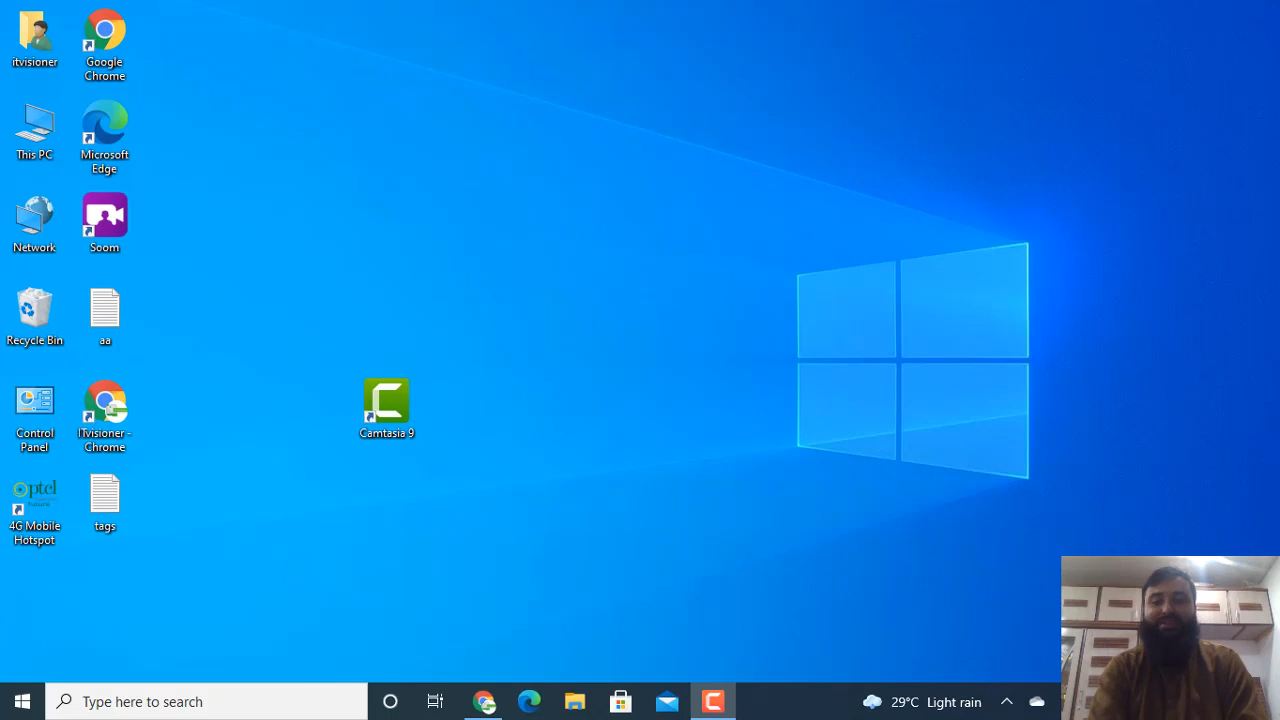 itvisioner
Google
Chrome
This PC
Microsoft
Edge
Network
Soom
Recycle Bin
aa
Control
Panel
ITvisioner -
Chrome
Camtasia 9
ptcl
4G Mobile
Hotspot
tags
Type here to search
29°C Light rain